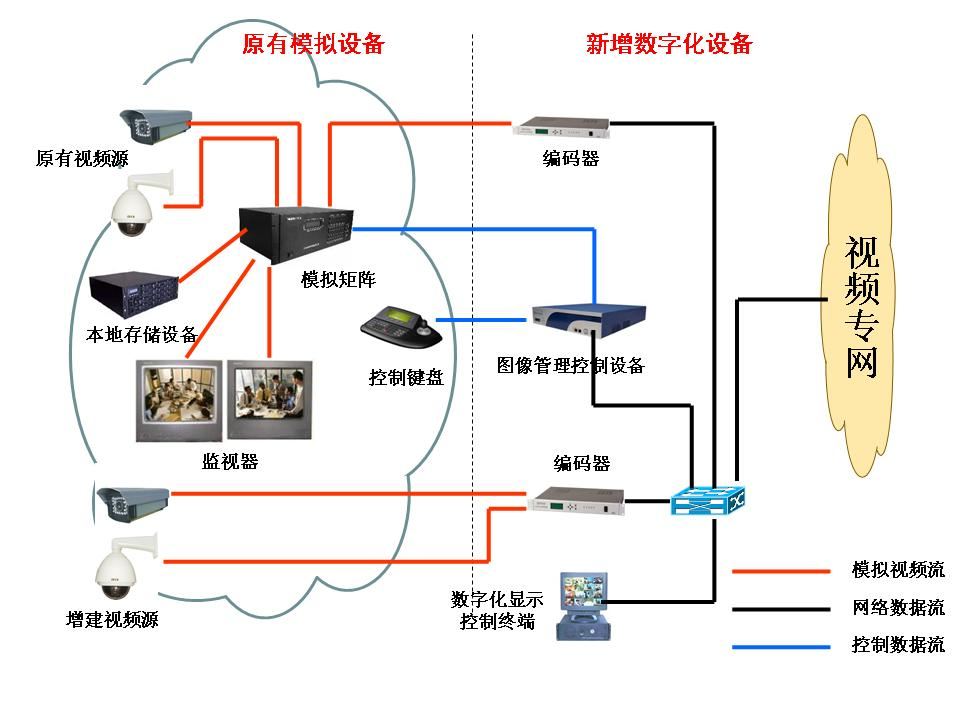 原有模拟设备
新增数字化设备
原有视频源
编码器
模拟矩阵
视频专网
本地存储设备
控制键盘
图像管理控制设备
监视器
编码器
增建视频源
数字化显示
控制终端
模拟视频流
网络数据流
控制数据流